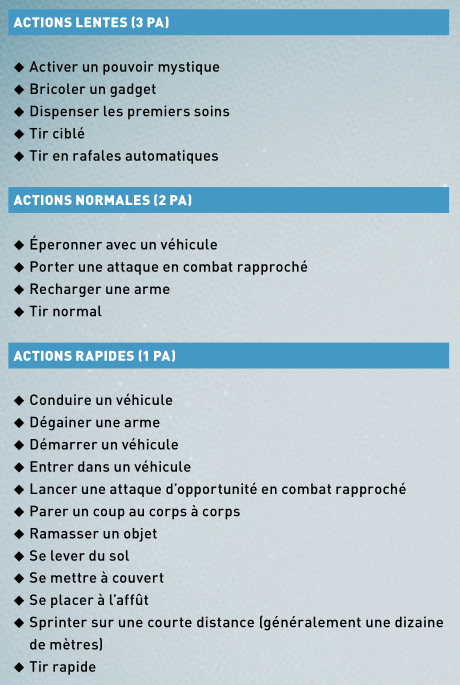 ACTIONS LENTES (3 PA)
◆ Activer un pouvoir mystique
◆ Bricoler un gadget
◆ Dispenser les premiers soins
◆ Tir ciblé
◆ Tir en rafales automatiques
ACTIONS NORMALES (2 PA)
◆ Éperonner avec un véhicule
◆ Porter une attaque en combat rapproché
◆ Recharger une arme
◆ Tir normal
ACTIONS RAPIDES (1 PA)
◆ Conduire un véhicule
◆ Dégainer une arme
◆ Démarrer un véhicule
◆ Entrer dans un véhicule
◆ Lancer une attaque d’opportunité en combat rapproché
◆ Parer un coup au corps à corps
◆ Ramasser un objet
◆ Se lever du sol
◆ Se mettre à couvert
◆ Se placer à l’affût
◆ Sprinter sur une courte distance (généralement une dizaine
de mètres)
◆ Tir rapide